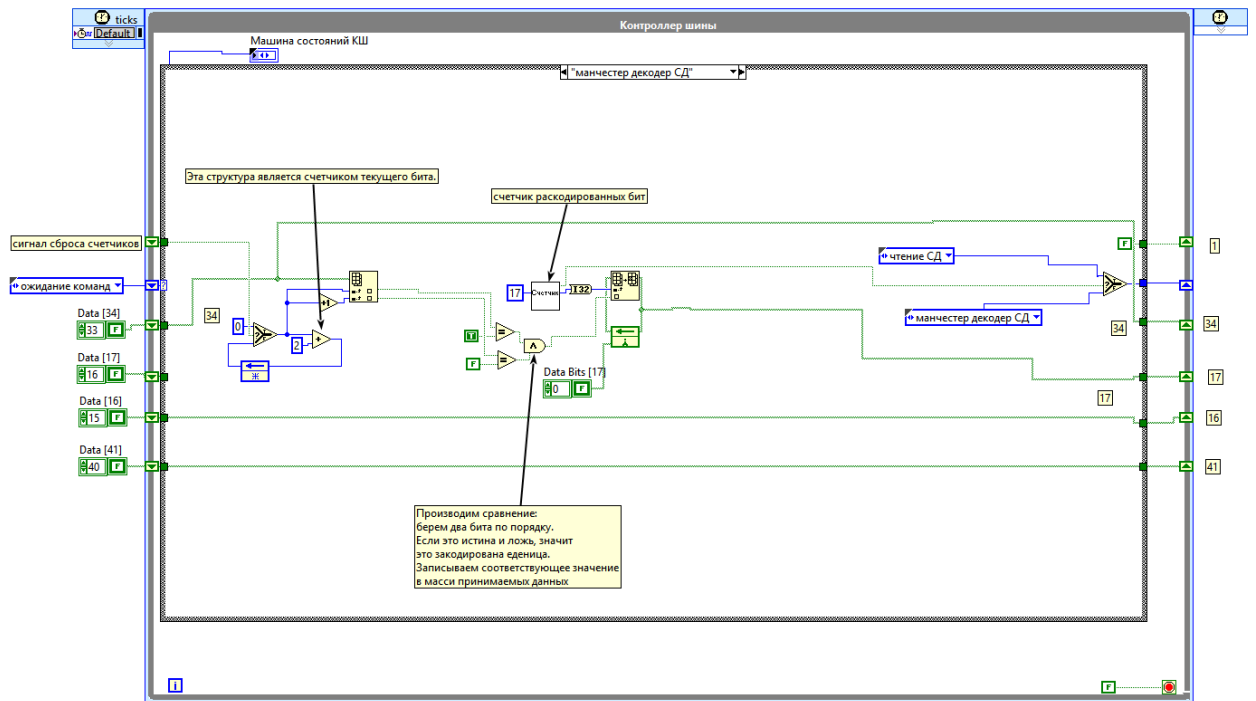 ticks
Default
Контроллер шины
Машина состояний КШ
"манчестер декодер СД"
Эта структура является счетчиком текущего бита.
счетчик раскодированных бит
сигнал сброса счетчиков
F
1
чтение СД
ожидание команд
?
17
Счетчик
I32
манчестер декодер СД
Data [34]
33 F
34
0
+1
2
T
34
34
Data [17]
16 F
F
Data Bits [17]
0 F
17
17
Data [16]
15 F
16
Data [41]
40 F
41
Производим сравнение:
берем два бита по порядку.
Если это истина и ложь, значит
это закодирована еденица.
Записываем соответствующее значение
в масси принимаемых данных
i
F